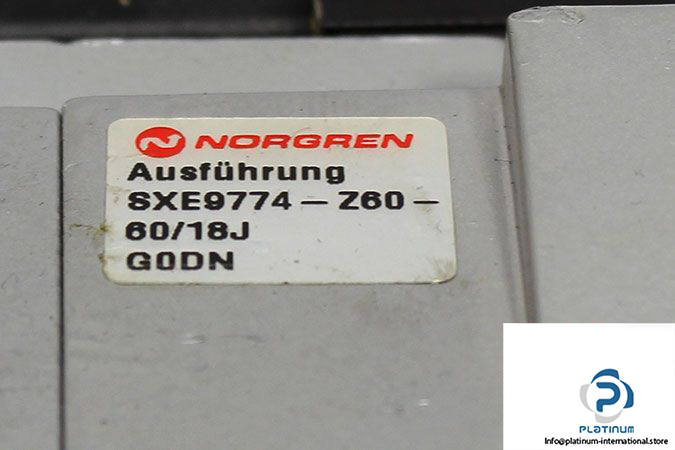 NORGREN
Ausführung
SXE9774 – Z60 –
60/18J
G0DN
PLATINUM
Info@platinum-international.store